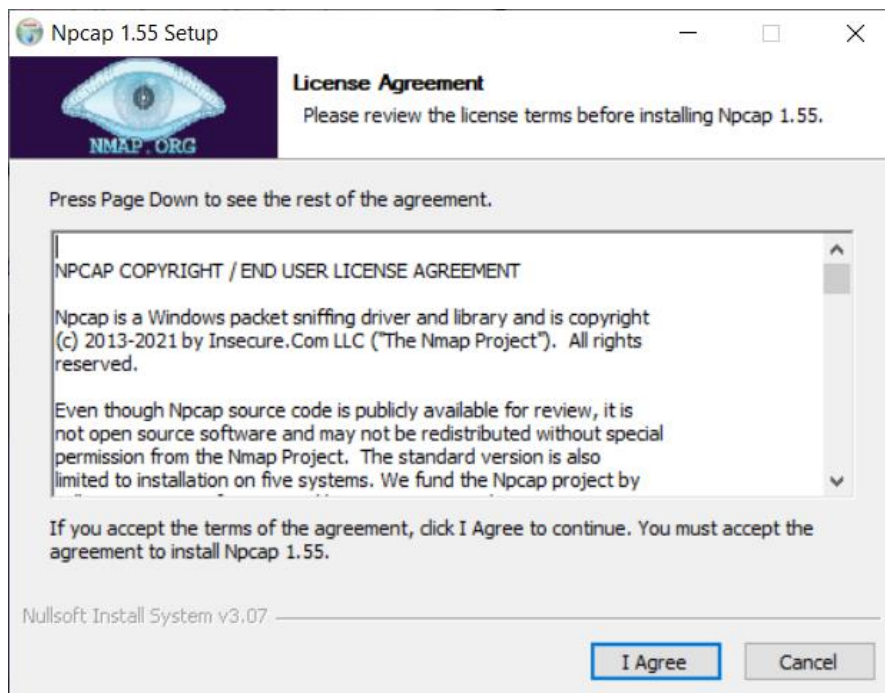 Npcap 1.55 Setup
NMAP.ORG
License Agreement
Please review the license terms before installing Npcap 1.55.
Press Page Down to see the rest of the agreement.
NPCAP COPYRIGHT / END USER LICENSE AGREEMENT
Npcap is a Windows packet sniffing driver and library and is copyright
(c) 2013-2021 by Insecure.Com LLC ("The Nmap Project").  All rights
reserved.
Even though Npcap source code is publicly available for review, it is
not open source software and may not be redistributed without special
permission from the Nmap Project.  The standard version is also
limited to installation on five systems. We fund the Npcap project by
If you accept the terms of the agreement, click I Agree to continue. You must accept the
agreement to install Npcap 1.55.
Nullsoft Install System v3.07
I Agree
Cancel